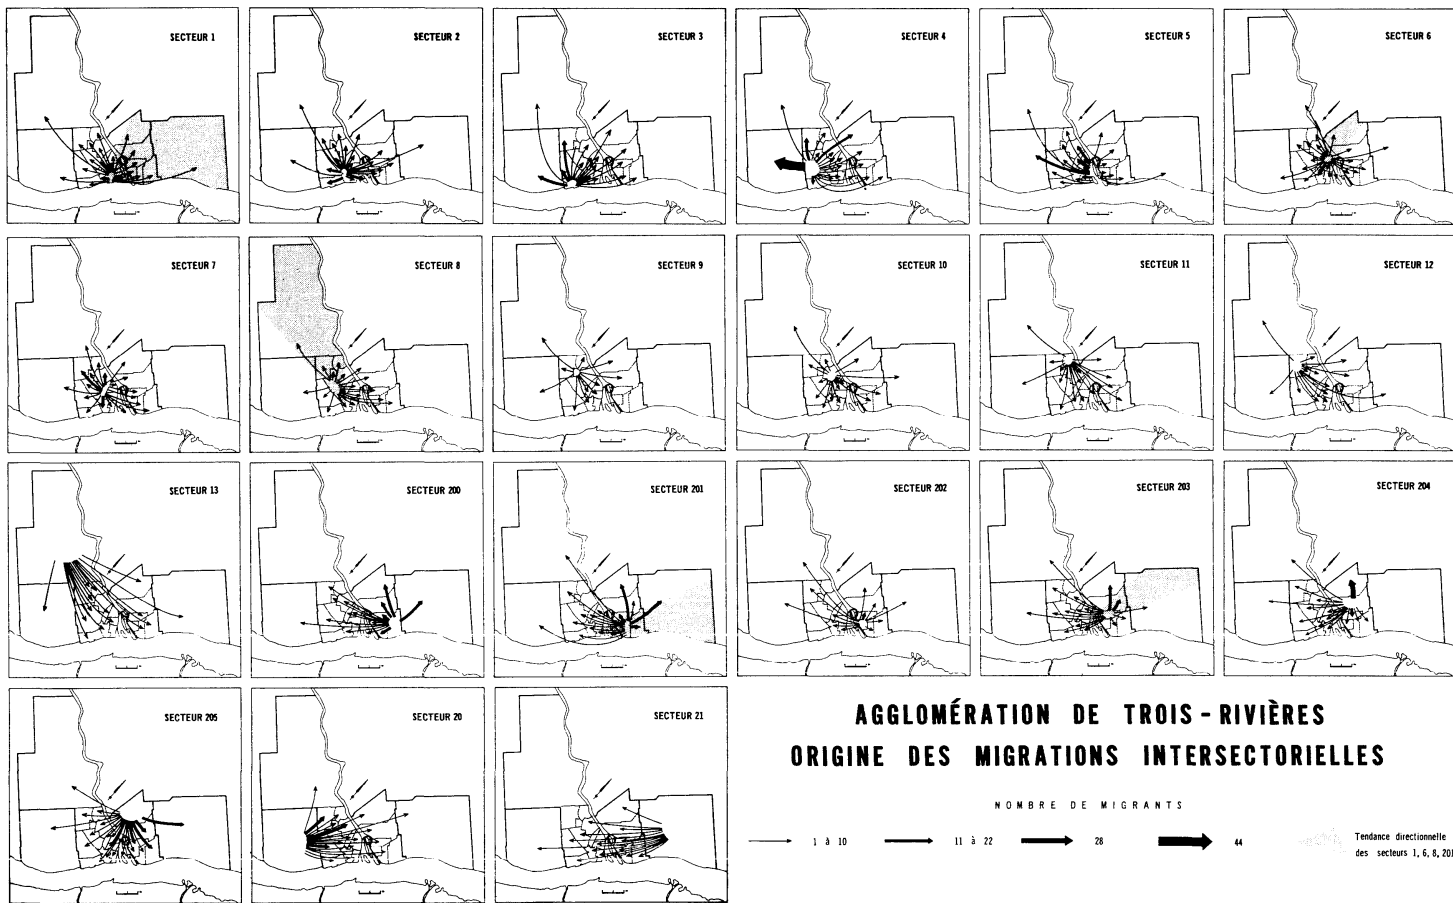 SECTEUR 1
SECTEUR 2
SECTEUR 3
SECTEUR 4
SECTEUR 5
SECTEUR 6
SECTEUR 7
SECTEUR 8
SECTEUR 9
SECTEUR 10
SECTEUR 11
SECTEUR 12
SECTEUR 13
SECTEUR 200
SECTEUR 201
SECTEUR 202
SECTEUR 203
SECTEUR 204
SECTEUR 205
SECTEUR 20
SECTEUR 21
AGGLOMÉRATION DE TROIS-RIVIÈRES
ORIGINE DES MIGRATIONS INTERSECTORIELLES
NOMBRE DE MIGRANTS
1 à 10
11 à 22
28
44
Tendance directionnelle
des secteurs 1, 6, 8, 201